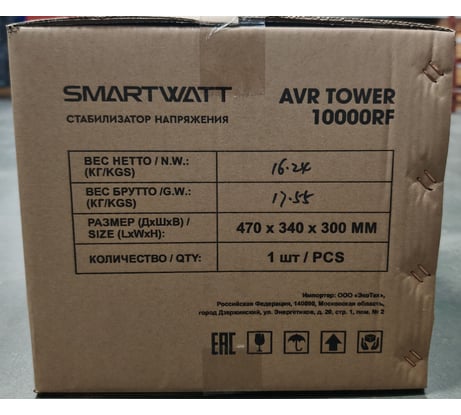 SMARTWATT
СТАБИЛИЗАТОР НАПРЯЖЕНИЯ
AVR TOWER
10000RF
ВЕС НЕТТО / N.W.:
(КГ/KGS)
16.24
ВЕС БРУТТО /G.W.:
(КГ/KGS)
17.55
РАЗМЕР (ДхШхВ) /
SIZE (LxWxH):
470 x 340 x 300 MM
КОЛИЧЕСТВО / QTY:
1 шт / PCS
Импортер: ООО «ЭкоТек»
Российская Федерация, 140090, Московская область,
город Дзержинский, ул. Энергетиков, д. 20, стр. 1, пом. № 2
EAC